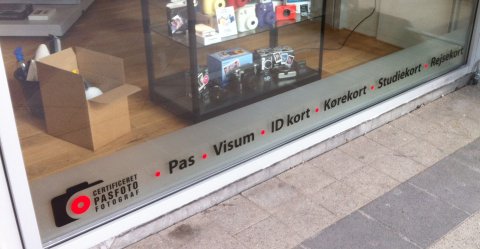 CERTIFICERET
PASFOTO
FOTOGRAF
• Pas • Visum • ID kort • Kørekort • Studiekort • Rejsekort